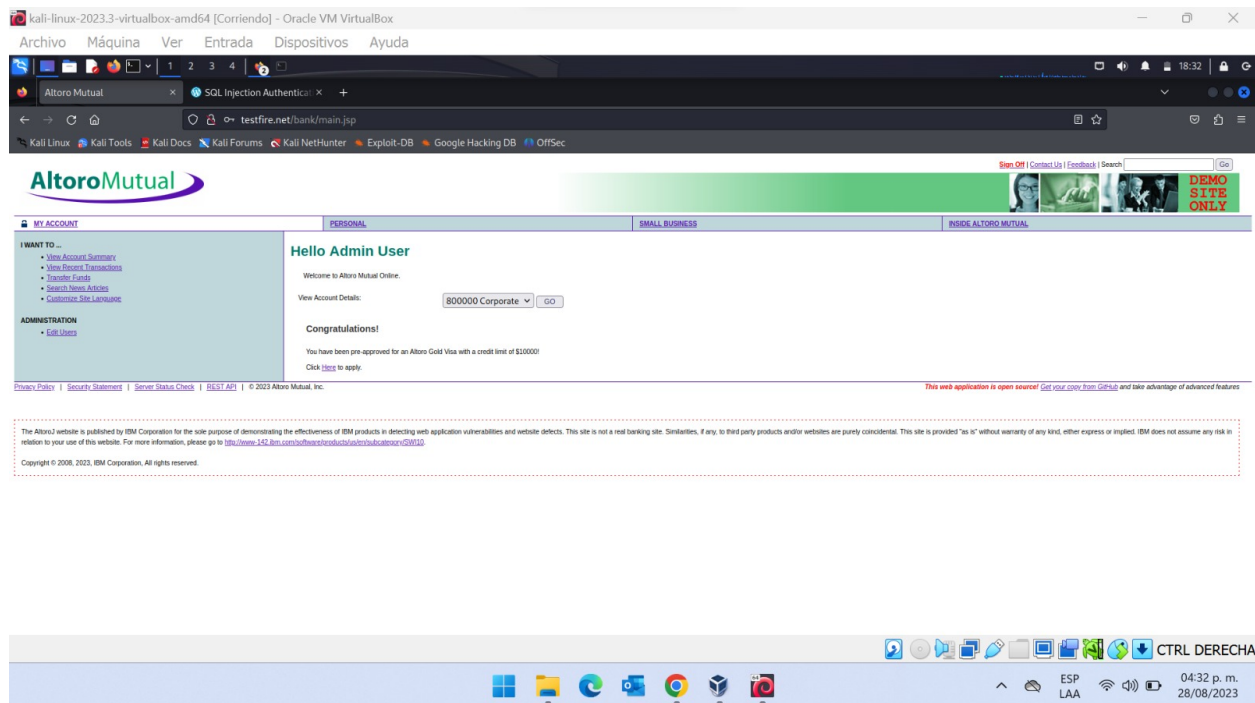 kali-linux-2023.3-virtualbox-amd64 [Corriendo] - Oracle VM VirtualBox
Archivo Máquina Ver Entrada Dispositivos Ayuda
1 2 3 4 2 18:32
Altoro Mutual SQL Injection Authenticat
testfire.net/bank/main.jsp
Kali Linux Kali Tools Kali Docs Kali Forums Kali NetHunter Exploit-DB Google Hacking DB OffSec
Sign Off | Contact Us | Feedback | Search Go
AltoroMutual
DEMO
SITE
ONLY
MY ACCOUNT PERSONAL SMALL BUSINESS INSIDE ALTORO MUTUAL
I WANT TO ...
• View Account Summary
• View Recent Transactions
• Transfer Funds
• Search News Articles
• Customize Site Language
ADMINISTRATION
• Edit Users
Hello Admin User
Welcome to Altoro Mutual Online.
View Account Details: 800000 Corporate GO
Congratulations!
You have been pre-approved for an Altoro Gold Visa with a credit limit of $10000!
Click Here to apply.
Privacy Policy | Security Statement | Server Status Check | REST API | © 2023 Altoro Mutual, Inc. This web application is open source! Get your copy from GitHub and take advantage of advanced features
The AltoroJ website is published by IBM Corporation for the sole purpose of demonstrating the effectiveness of IBM products in detecting web application vulnerabilities and website defects. This site is not a real banking site. Similarities, if any, to third party products and/or websites are purely coincidental. This site is provided "as is" without warranty of any kind, either express or implied. IBM does not assume any risk in
relation to your use of this website. For more information, please go to http://www-142.ibm.com/software/products/us/en/subcategory/SWI10.
Copyright © 2008, 2023, IBM Corporation, All rights reserved.
CTRL DERECHA
ESP 04:32 p. m.
LAA 28/08/2023